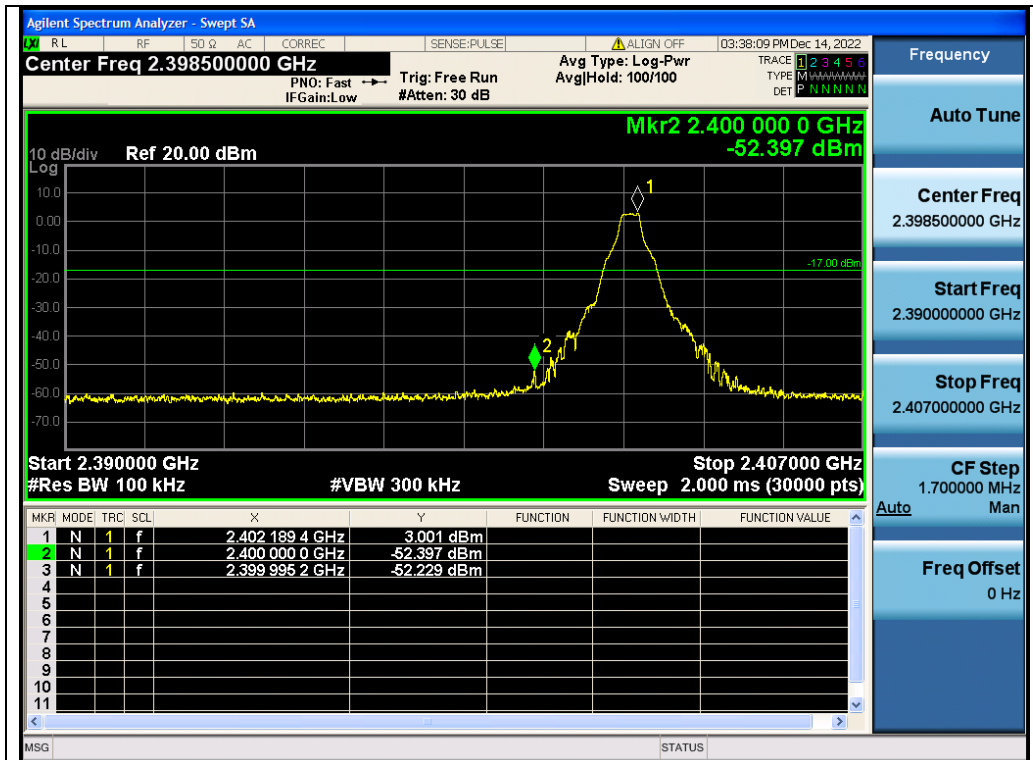 Agilent Spectrum Analyzer - Swept SA
LXI RL RF 50 Ω AC CORREC SENSE:PULSE ALIGN OFF 03:38:09 PM Dec 14, 2022
Center Freq 2.398500000 GHz
PNO: Fast
IFGain:Low
Trig: Free Run
#Atten: 30 dB
Avg Type: Log-Pwr
Avg|Hold: 100/100
TRACE 1 2 3 4 5 6
TYPE M W W W W W
DET P N N N N N
Mkr2 2.400 000 0 GHz
-52.397 dBm
10 dB/div Ref 20.00 dBm
Log
10.0
0.00
-10.0
-20.0
-30.0
-40.0
-50.0
-60.0
-70.0
1
-17.00 dBm
2
Start 2.390000 GHz Stop 2.407000 GHz
#Res BW 100 kHz #VBW 300 kHz Sweep 2.000 ms (30000 pts)
MKR MODE TRC SCL X Y FUNCTION FUNCTION WIDTH FUNCTION VALUE
1 N 1 f 2.402 189 4 GHz 3.001 dBm
2 N 1 f 2.400 000 0 GHz -52.397 dBm
3 N 1 f 2.399 995 2 GHz -52.229 dBm
4
5
6
7
8
9
10
11
MSG STATUS
Frequency
Auto Tune
Center Freq
2.398500000 GHz
Start Freq
2.390000000 GHz
Stop Freq
2.407000000 GHz
CF Step
1.700000 MHz
Auto Man
Freq Offset
0 Hz